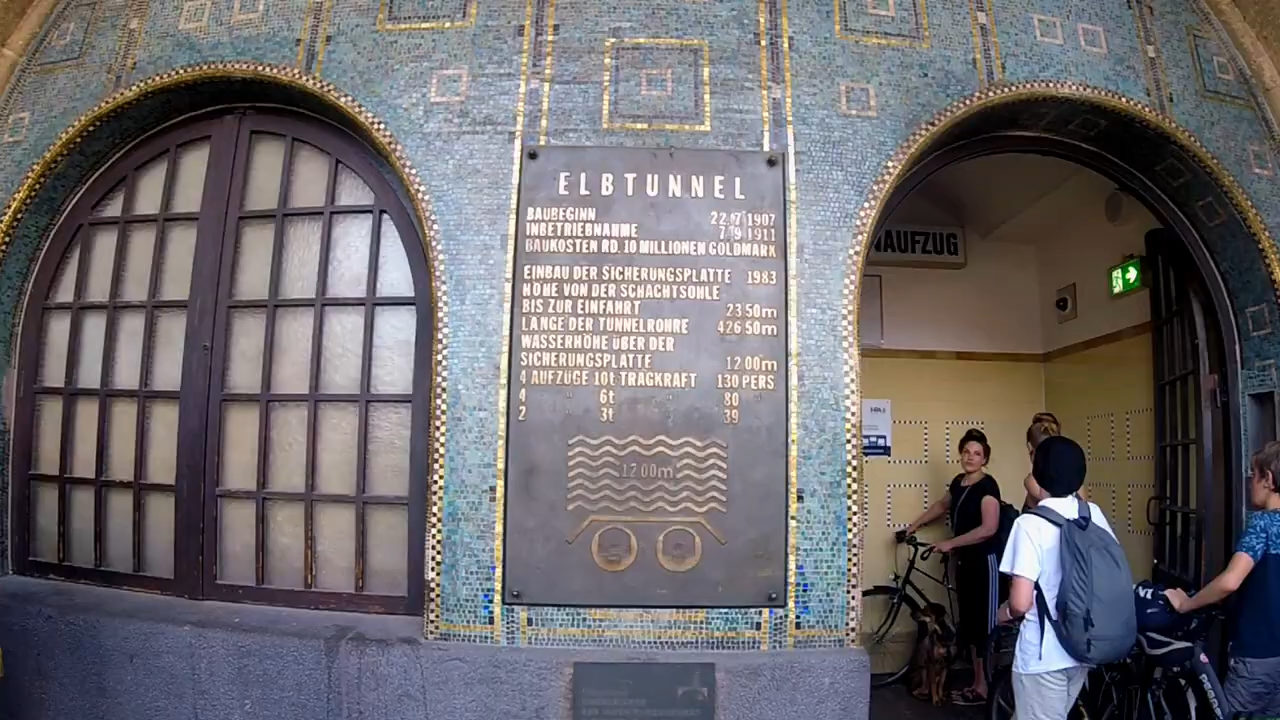 ELBTUNNEL
BAUBEGINN 22 7 1907
INBETRIEBNAHME 7 9 1911
BAUKOSTEN RD. 10 MILLIONEN GOLDMARK
EINBAU DER SICHERUNGSPLATTE 1983
HÖHE VON DER SCHACHTSOHLE
BIS ZUR EINFAHRT 23 50m
LÄNGE DER TUNNELRÖHRE 426 50m
WASSERHÖHE ÜBER DER
SICHERUNGSPLATTE 12 00m
4 AUFZÜGE 10t TRAGKRAFT 130 PERS
4 " 6t " 80
2 " 3t " 39
12 00m
AUFZUG
HPA